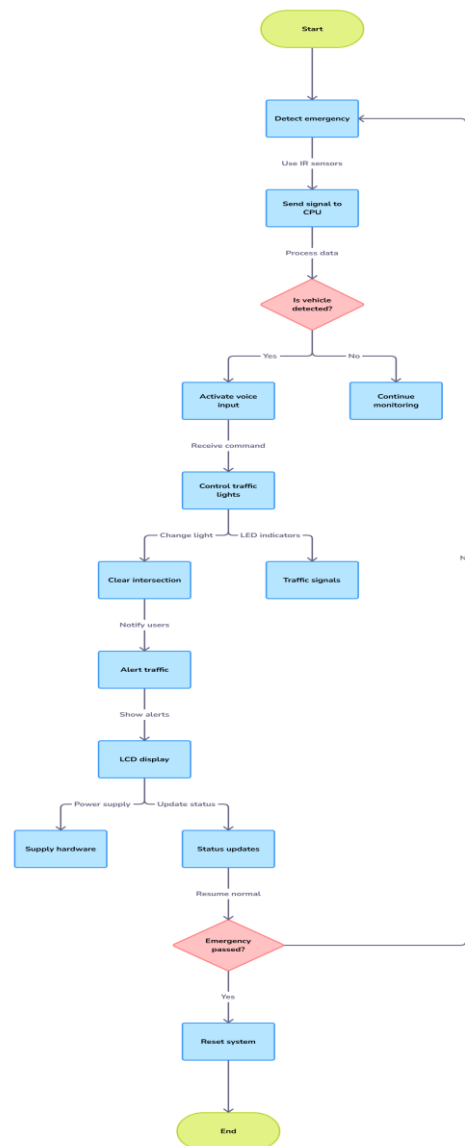 Start
Detect emergency
Use IR sensors
Send signal to
CPU
Process data
Is vehicle
detected?
Yes
No
Activate voice
input
Continue
monitoring
Receive command
Control traffic
lights
Change light
LED indicators
Clear intersection
Traffic signals
N
Notify users
Alert traffic
Show alerts
LCD display
Power supply
Update status
Supply hardware
Status updates
Resume normal
Emergency
passed?
Yes
Reset system
End